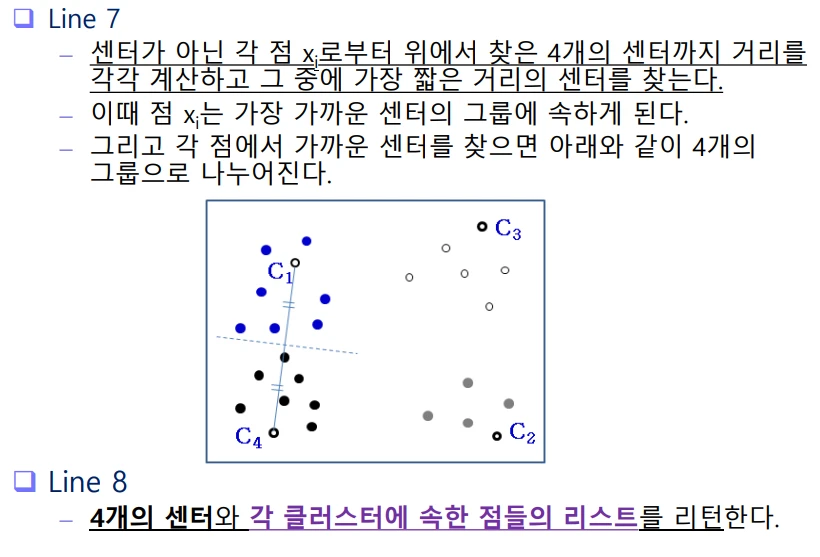 Line 7
– 센터가 아닌 각 점 xi로부터 위에서 찾은 4개의 센터까지 거리를
각각 계산하고 그 중에 가장 짧은 거리의 센터를 찾는다.
– 이때 점 xi는 가장 가까운 센터의 그룹에 속하게 된다.
– 그리고 각 점에서 가까운 센터를 찾으면 아래와 같이 4개의
그룹으로 나누어진다.
C3
C1
C4
C2
Line 8
– 4개의 센터와 각 클러스터에 속한 점들의 리스트를 리턴한다.